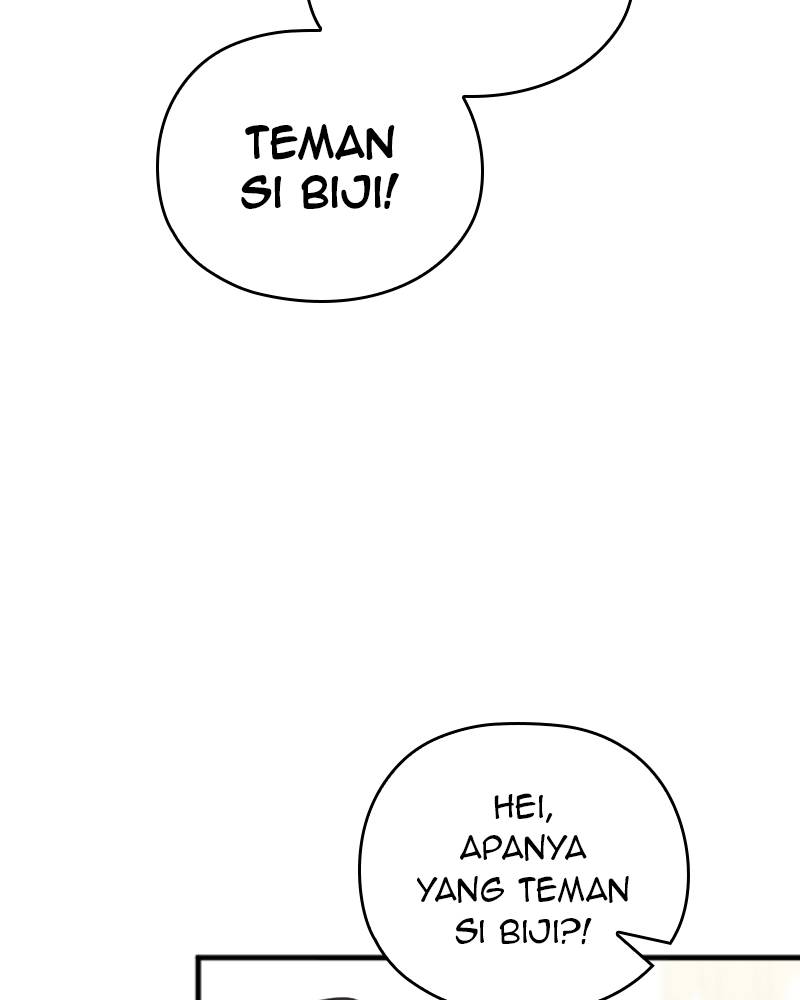 TEMAN
SI BIJI!
HEI,
APANYA
YANG TEMAN
SI BIJI?!